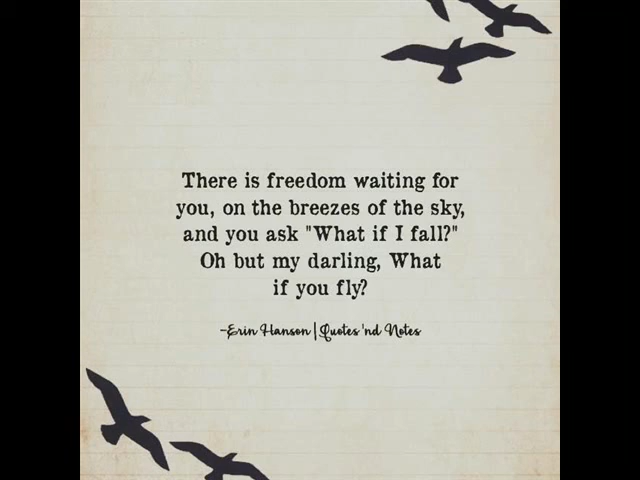 There is freedom waiting for
you, on the breezes of the sky,
and you ask "What if I fall?"
Oh but my darling, What
if you fly?
-Erin Hanson|Quotes'nd Notes